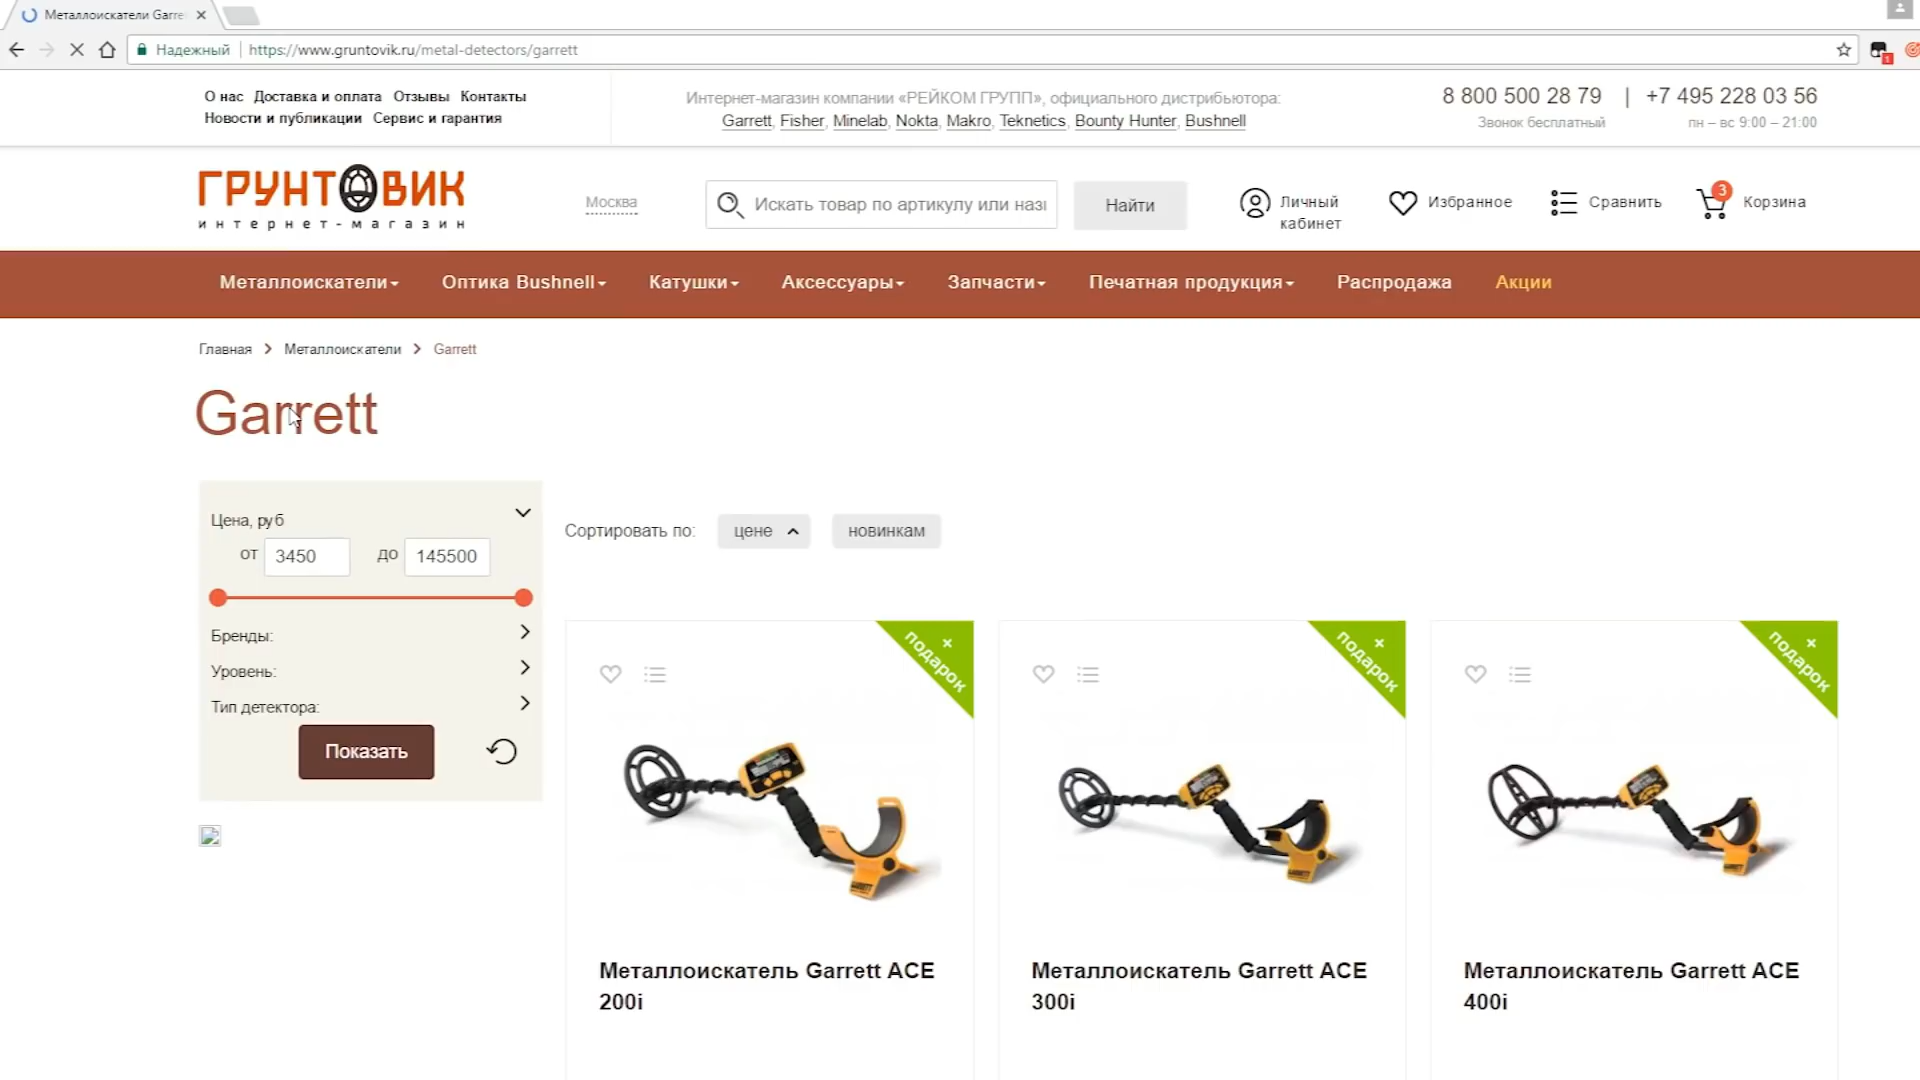 Металлоискатели Garre
Надежный
https://www.gruntovik.ru/metal-detectors/garrett
1
О нас Доставка и оплата Отзывы Контакты
Новости и публикации Сервис и гарантия
Интернет-магазин компании «РЕЙКОМ ГРУПП», официального дистрибьютора:
Garrett, Fisher, Minelab, Nokta, Makro, Teknetics, Bounty Hunter, Bushnell
8 800 500 28 79 | +7 495 228 03 56
Звонок бесплатный
пн – вс 9:00 – 21:00
ГРУНТОВИК
интернет-магазин
Москва
Искать товар по артикулу или назв
Найти
Личный
кабинет
Избранное
Сравнить
3
Корзина
Металлоискатели
Оптика Bushnell
Катушки
Аксессуары
Запчасти
Печатная продукция
Распродажа
Акции
Главная > Металлоискатели > Garrett
Garrett
Цена, руб
от 3450 до 145500
Бренды:
Уровень:
Тип детектора:
Показать
Сортировать по: цене новинкам
+ подарок
+ подарок
+ подарок
GARRETT
Металлоискатель Garrett ACE
200i
Металлоискатель Garrett ACE
300i
Металлоискатель Garrett ACE
400i